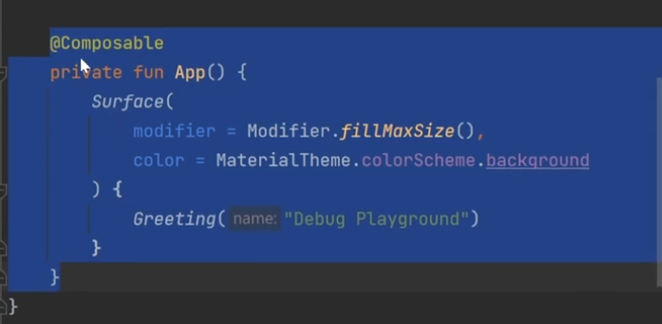 @Composable
private fun App() {
Surface(
modifier = Modifier.fillMaxSize(),
color = MaterialTheme.colorScheme.background
) {
Greeting( name: "Debug Playground")
}
}
}